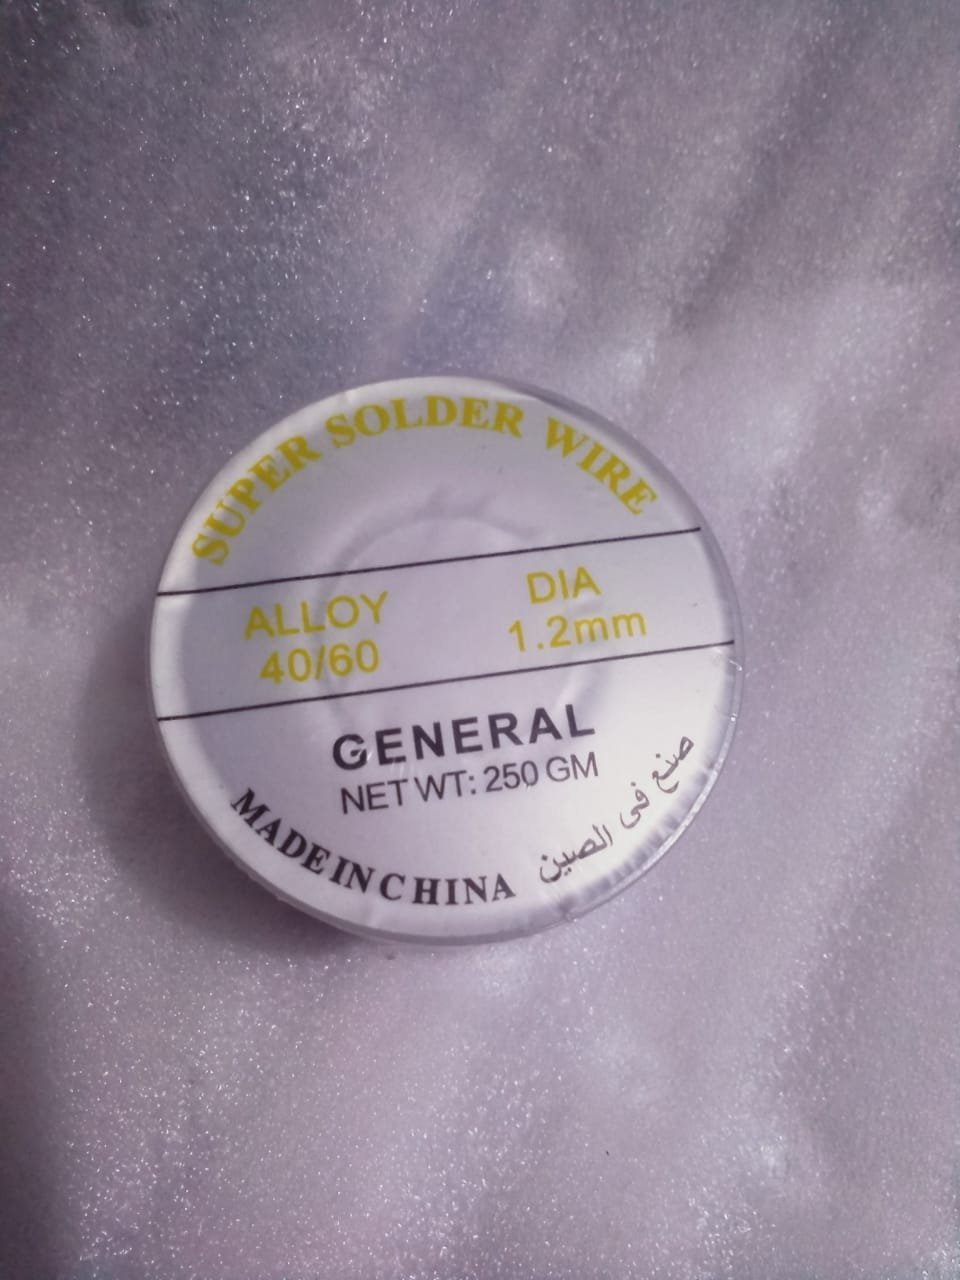 SUPER SOLDER WIRE
ALLOY
40/60
DIA
1.2mm
GENERAL
NET WT: 250 GM
MADE IN CHINA
صنع فى الصين